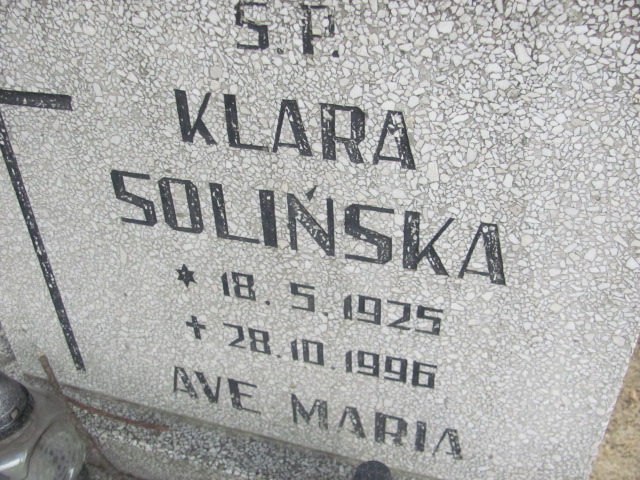 Ś.P.
KLARA
SOLIŃSKA
* 18.5.1925
✝ 28.10.1996
AVE MARIA